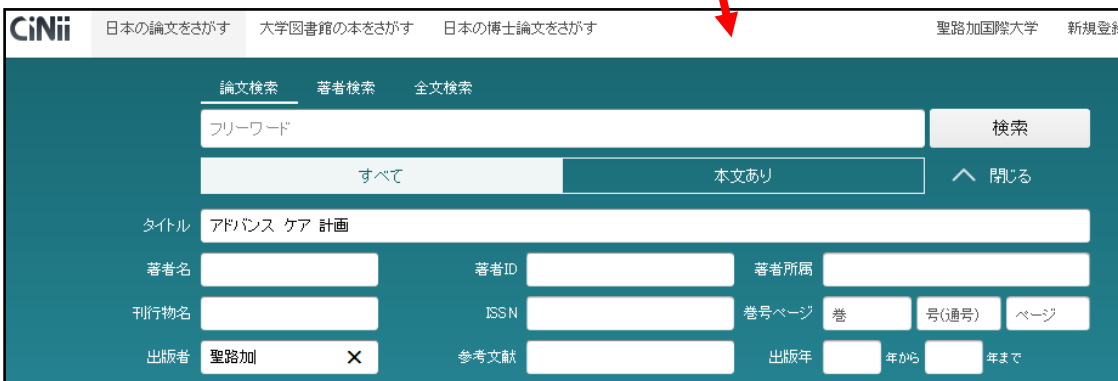 CiNii 日本の論文をさがす 大学図書館の本をさがす 日本の博士論文をさがす 聖路加国際大学 新規登録
論文検索 著者検索 全文検索
フリーワード 検索
すべて 本文あり 閉じる
タイトル アドバンス ケア 計画
著者名 著者ID 著者所属
刊行物名 ISSN 巻号ページ 巻 号(通号) ページ
出版者 聖路加 参考文献 出版年 年から 年まで